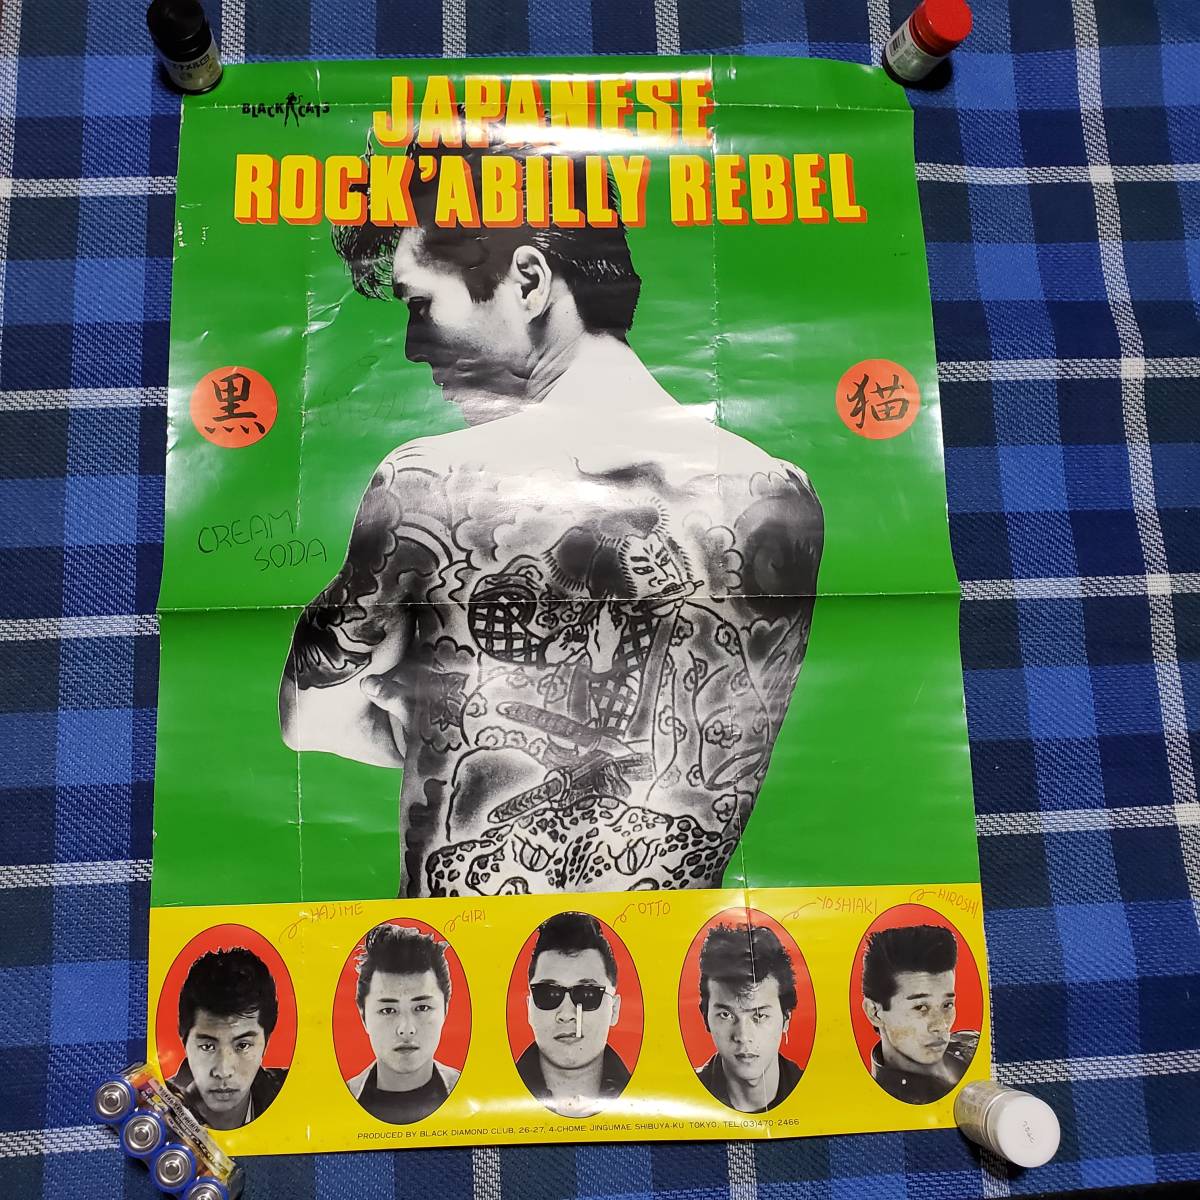 BLACK CATS
JAPANESE
ROCK'ABILLY REBEL
黒
猫
CREAM
SODA
HAJIME
GIRI
OTTO
YOSHIAKI
HIROSHI
PRODUCED BY BLACK DIAMOND CLUB, 26-27, 4-CHOME JINGUMAE SHIBUYA-KU TOKYO, TEL.(03)470-2466